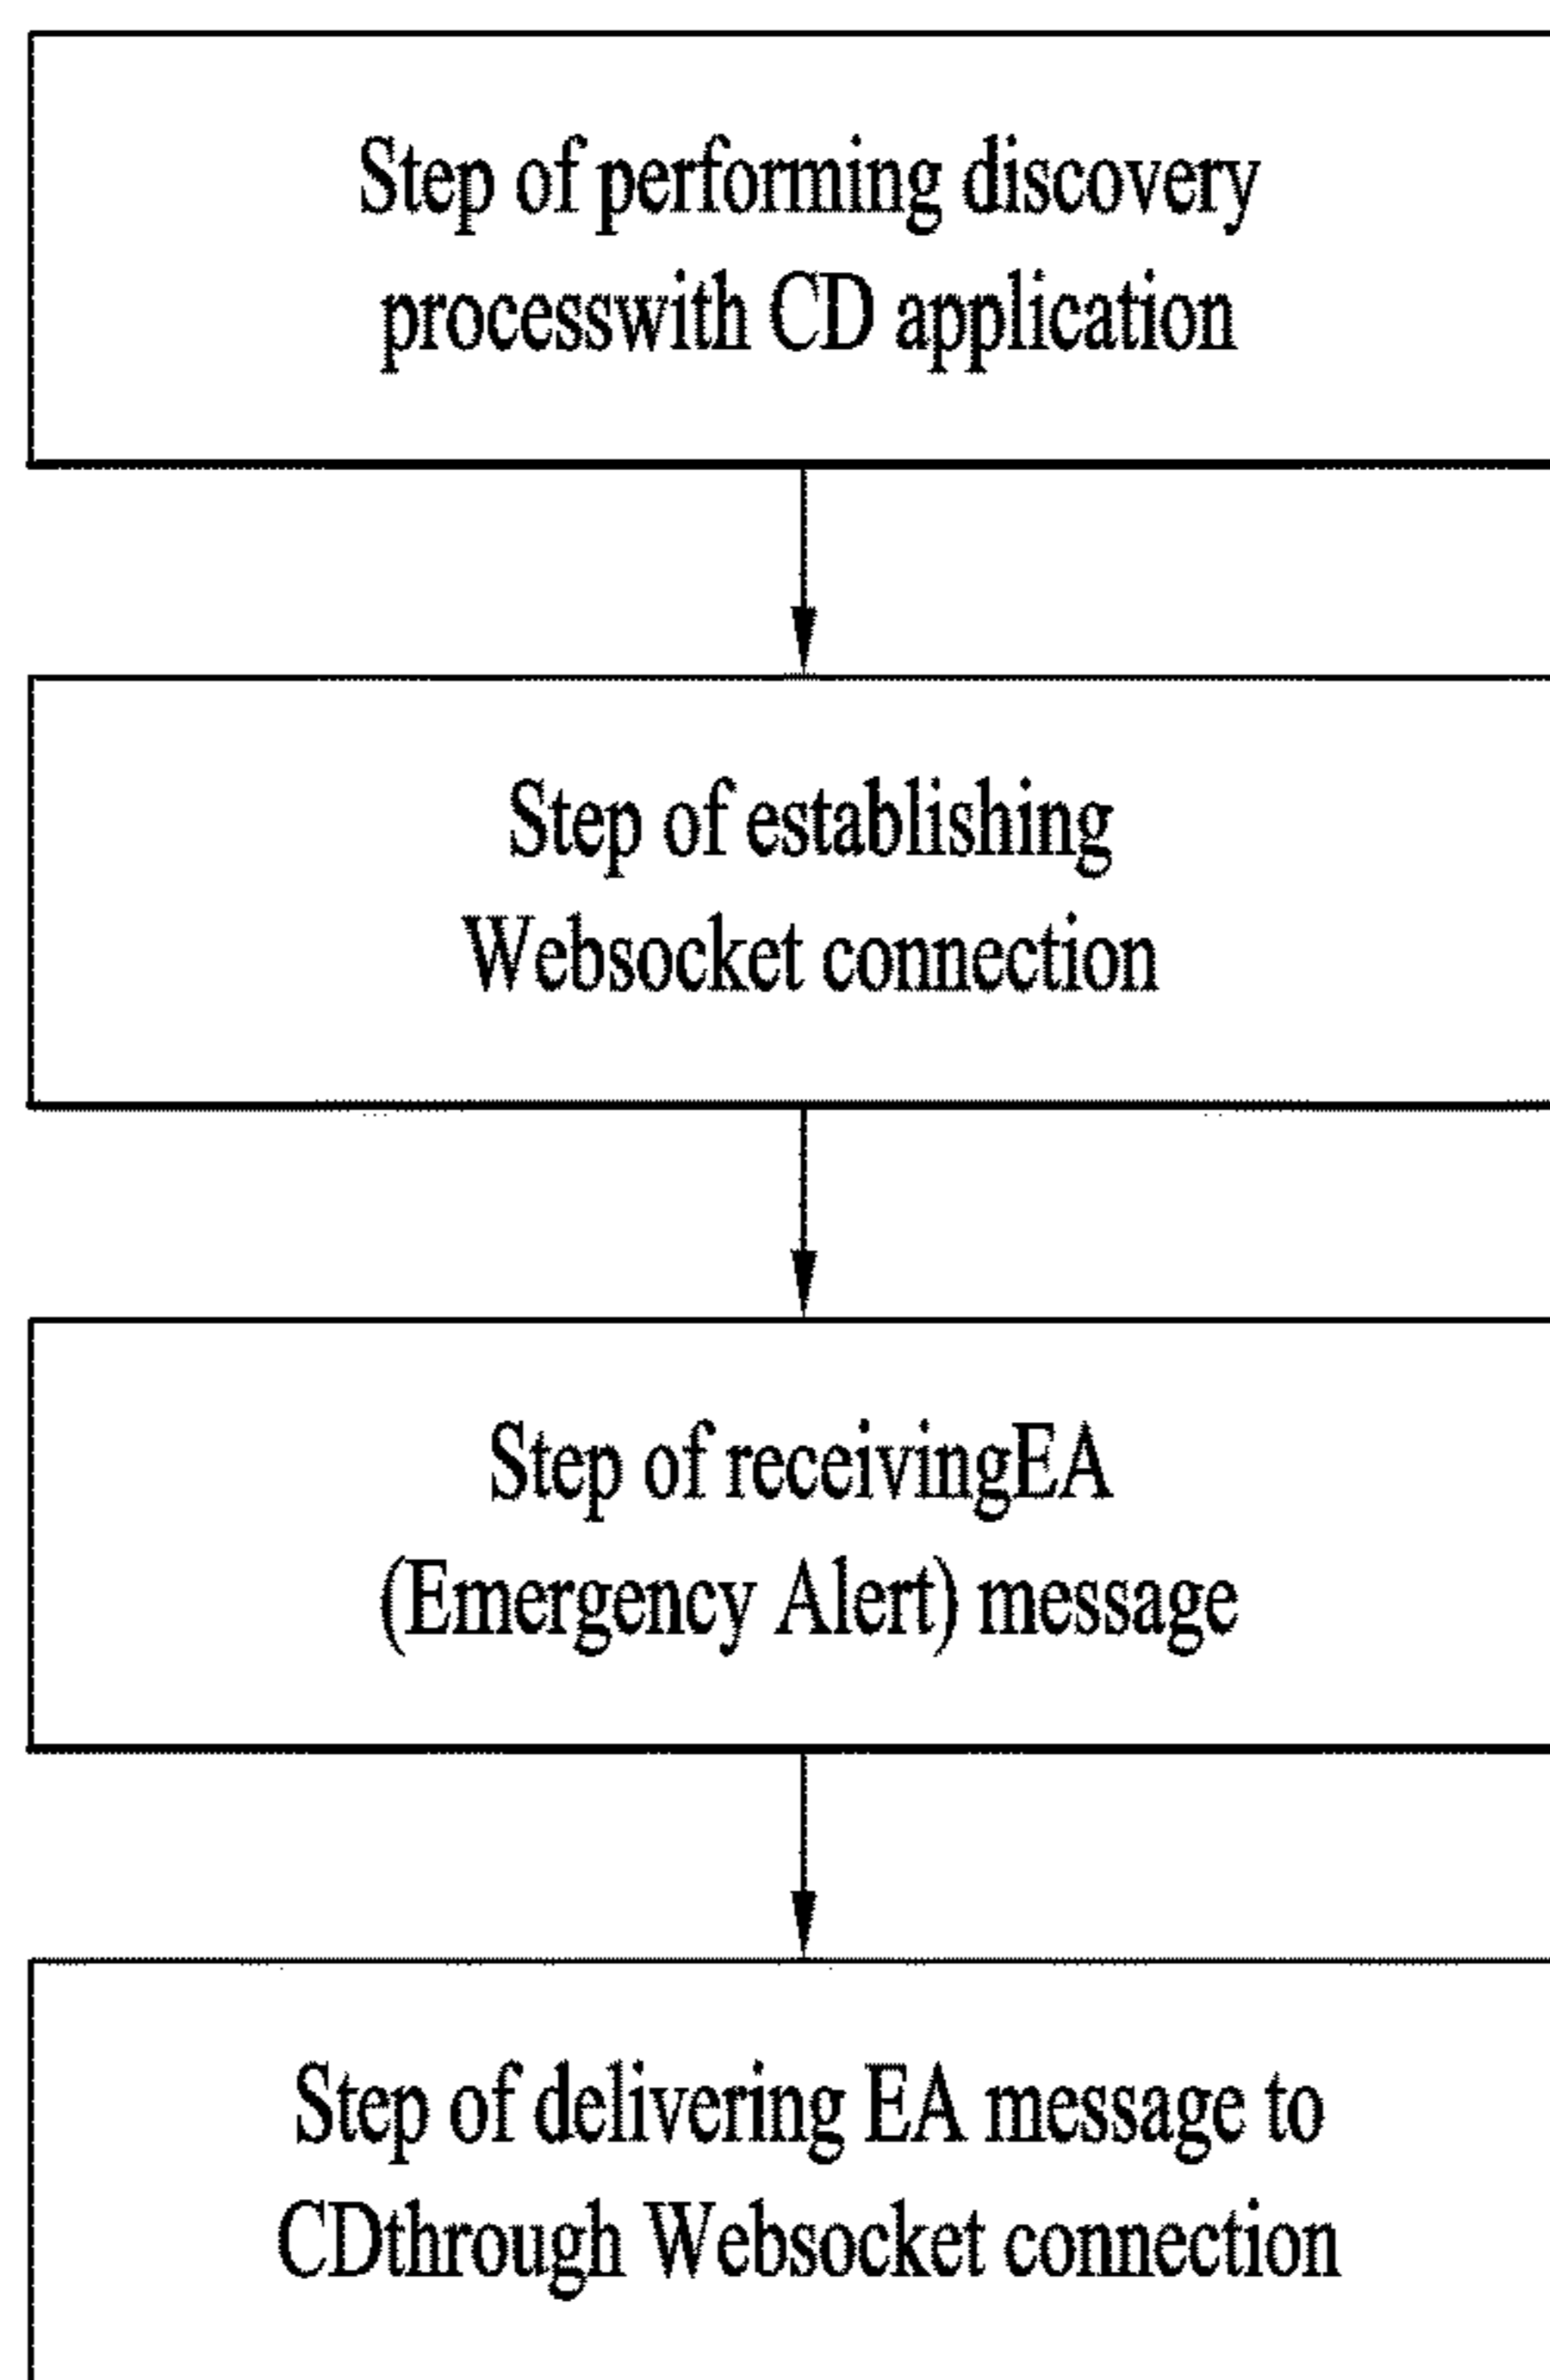 Step of performing discovery
processwith CD application
Step of establishing
Websocket connection
Step of receivingEA
(Emergency Alert) message
Step of delivering EA message to
CDthrough Websocket connection